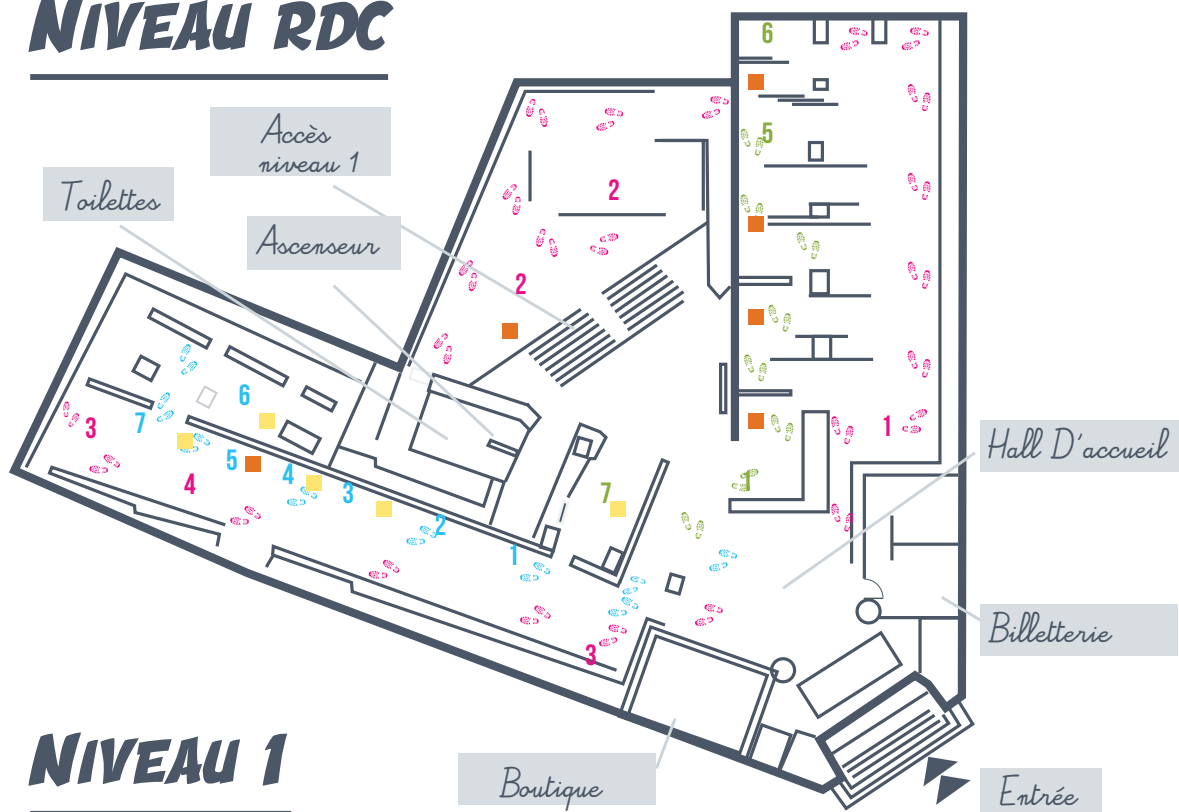 NIVEAU RDC
Accès
niveau 1
Toilettes
Ascenseur
6
5
2
2
6
7
3
5
4
4
3
2
1
7
1
1
3
Hall D'accueil
Billetterie
NIVEAU 1
Boutique
Entrée